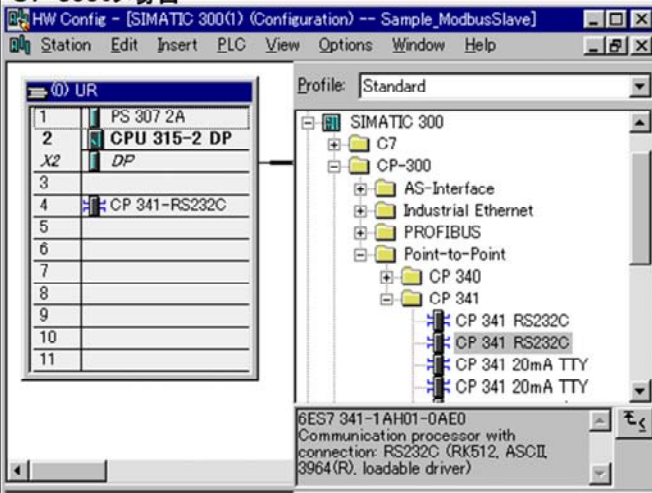 HW Config - [SIMATIC 300(1) (Configuration) -- Sample_ModbusSlave]
Station Edit Insert PLC View Options Window Help
(0) UR
1 PS 307 2A
2 CPU 315-2 DP
X2 DP
3
4 CP 341-RS232C
5
6
7
8
9
10
11
Profile: Standard
SIMATIC 300
C7
CP-300
AS-Interface
Industrial Ethernet
PROFIBUS
Point-to-Point
CP 340
CP 341
CP 341 RS232C
CP 341 RS232C
CP 341 20mA TTY
CP 341 20mA TTY
6ES7 341-1AH01-0AE0
Communication processor with
connection: RS232C (RK512, ASCII,
3964(R), loadable driver)